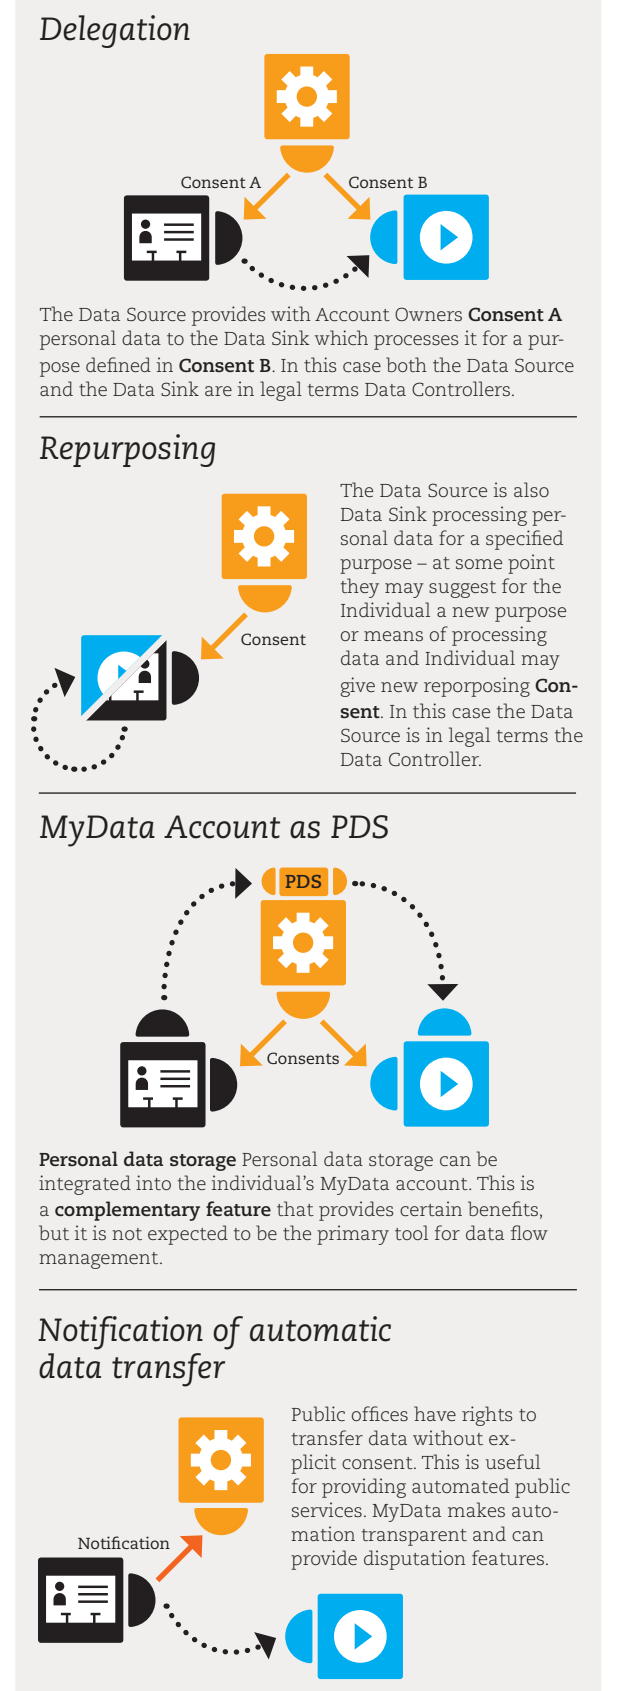 Delegation
Consent A
Consent B
The Data Source provides with Account Owners Consent A
personal data to the Data Sink which processes it for a pur-
pose defined in Consent B. In this case both the Data Source
and the Data Sink are in legal terms Data Controllers.
Repurposing
Consent
The Data Source is also
Data Sink processing per-
sonal data for a specified
purpose – at some point
they may suggest for the
Individual a new purpose
or means of processing
data and Individual may
give new reporposing Con-
sent. In this case the Data
Source is in legal terms the
Data Controller.
MyData Account as PDS
PDS
Consents
Personal data storage Personal data storage can be
integrated into the individual's MyData account. This is
a complementary feature that provides certain benefits,
but it is not expected to be the primary tool for data flow
management.
Notification of automatic
data transfer
Public offices have rights to
transfer data without ex-
plicit consent. This is useful
for providing automated public
services. MyData makes auto-
mation transparent and can
provide disputation features.
Notification